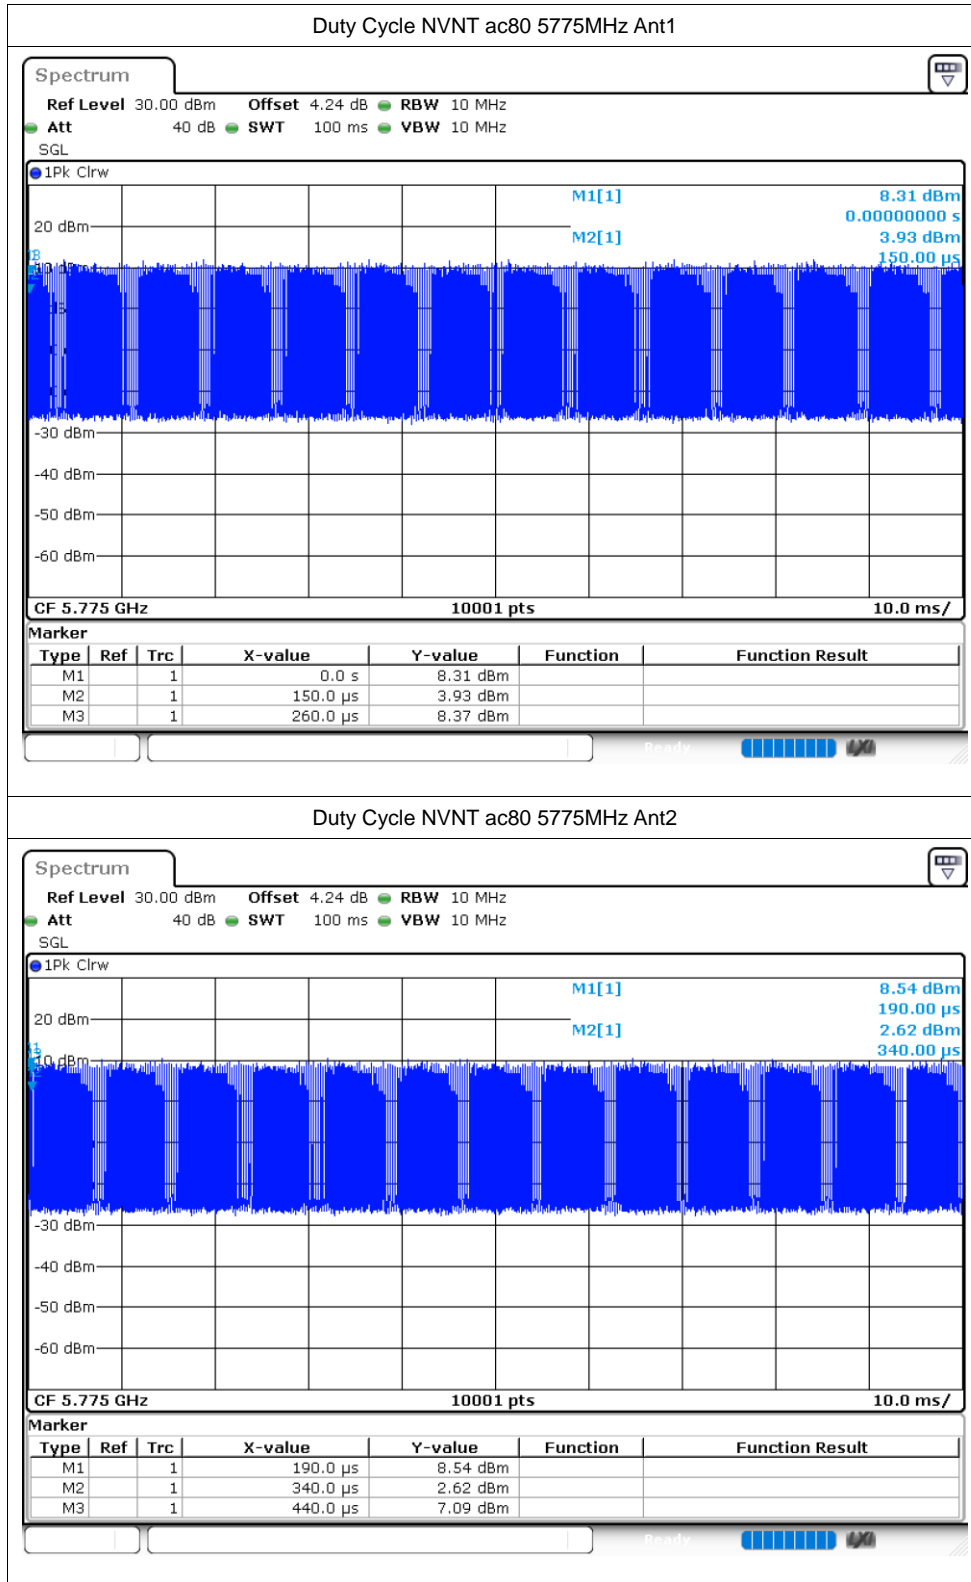 Duty Cycle NVNT ac80 5775MHz Ant1
Spectrum
Ref Level 30.00 dBm Offset 4.24 dB RBW 10 MHz
Att 40 dB SWT 100 ms VBW 10 MHz
SGL
1Pk Clrw
M1[1] 8.31 dBm
0.00000000 s
20 dBm
M2[1] 3.93 dBm
150.00 µs
-30 dBm
-40 dBm
-50 dBm
-60 dBm
CF 5.775 GHz 10001 pts 10.0 ms/
Marker
Type Ref Trc X-value Y-value Function Function Result
M1 1 0.0 s 8.31 dBm
M2 1 150.0 µs 3.93 dBm
M3 1 260.0 µs 8.37 dBm
Ready
Duty Cycle NVNT ac80 5775MHz Ant2
Spectrum
Ref Level 30.00 dBm Offset 4.24 dB RBW 10 MHz
Att 40 dB SWT 100 ms VBW 10 MHz
SGL
1Pk Clrw
M1[1] 8.54 dBm
190.00 µs
20 dBm
M2[1] 2.62 dBm
340.00 µs
10 dBm
-30 dBm
-40 dBm
-50 dBm
-60 dBm
CF 5.775 GHz 10001 pts 10.0 ms/
Marker
Type Ref Trc X-value Y-value Function Function Result
M1 1 190.0 µs 8.54 dBm
M2 1 340.0 µs 2.62 dBm
M3 1 440.0 µs 7.09 dBm
Ready